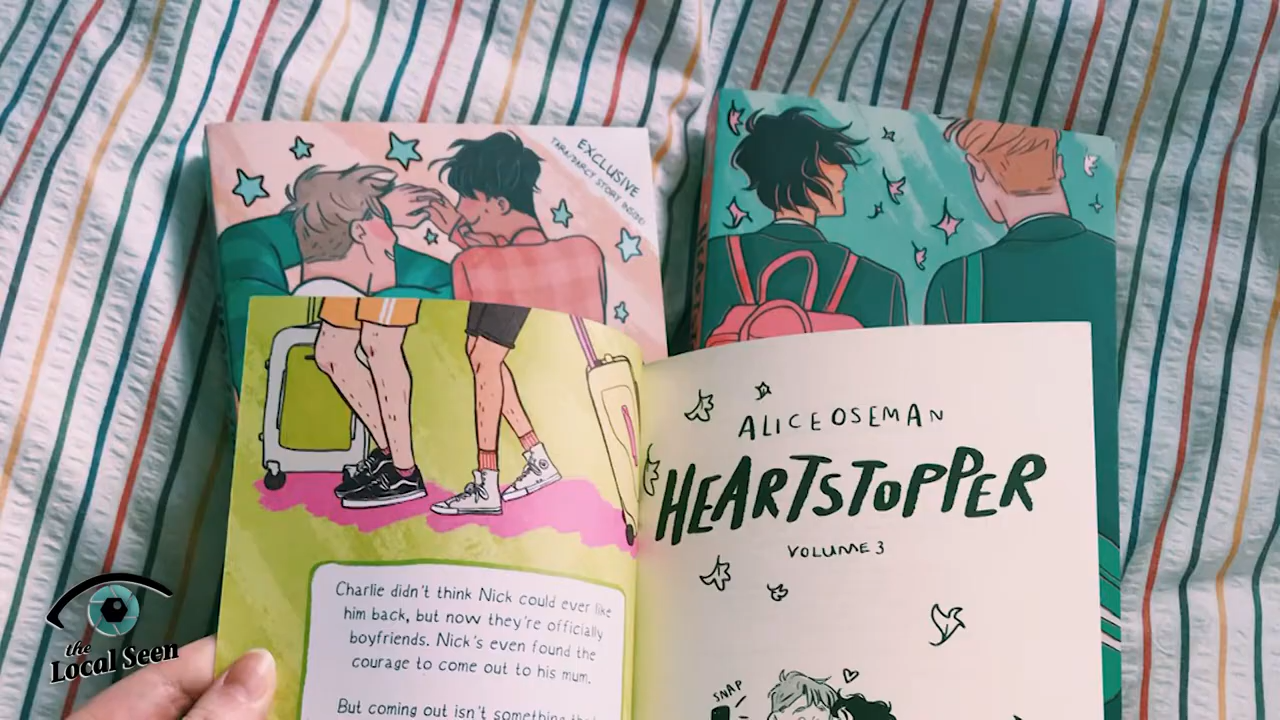 EXCLUSIVE
TARA/DARCY STORY INSIDE!
ALICE OSEMAN
HEARTSTOPPER
VOLUME 3
SNAP
Charlie didn't think Nick could ever like
him back, but now they're officially
boyfriends. Nick's even found the
courage to come out to his mum.
But coming out isn't something
the
Local Seen